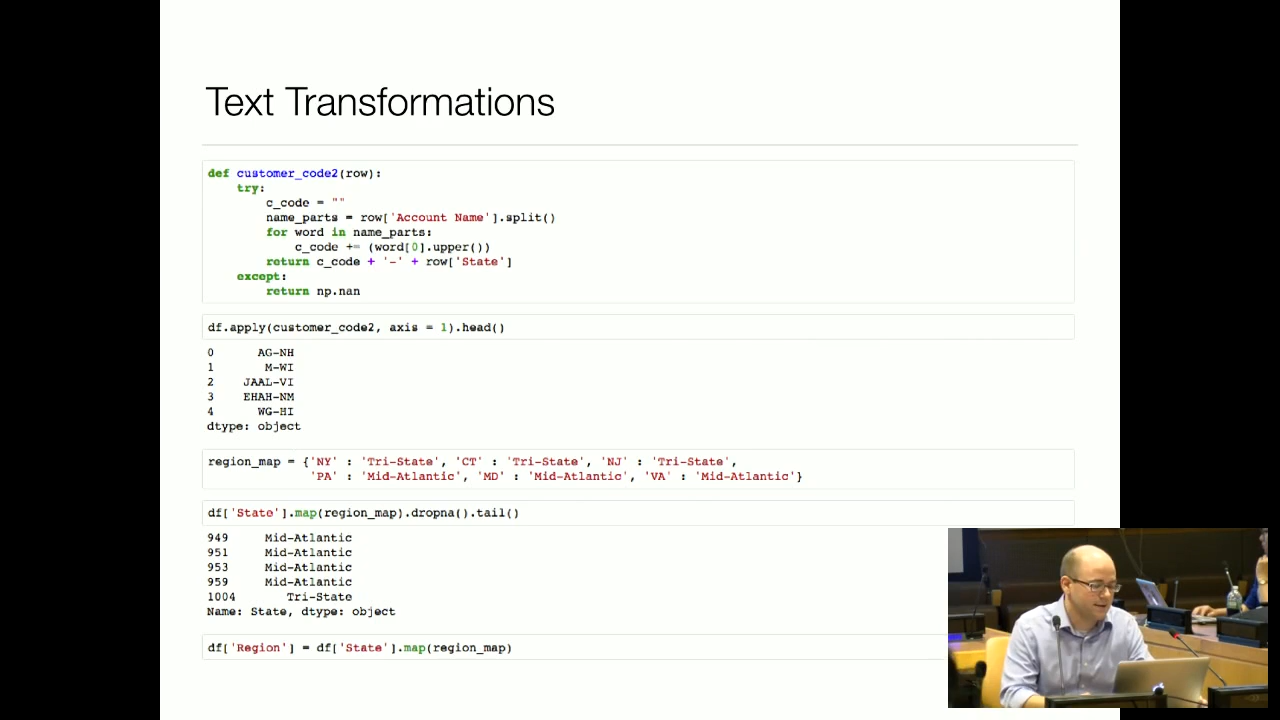 Text Transformations
def customer_code2(row):
    try:
        c_code = ""
        name_parts = row['Account Name'].split()
        for word in name_parts:
            c_code += (word[0].upper())
        return c_code + '-' + row['State']
    except:
        return np.nan
df.apply(customer_code2, axis = 1).head()
0      AG-NH
1       M-WI
2    JAAL-VI
3    EHAH-NM
4      WG-HI
dtype: object
region_map = {'NY' : 'Tri-State', 'CT' : 'Tri-State', 'NJ' : 'Tri-State',
              'PA' : 'Mid-Atlantic', 'MD' : 'Mid-Atlantic', 'VA' : 'Mid-Atlantic'}
df['State'].map(region_map).dropna().tail()
949     Mid-Atlantic
951     Mid-Atlantic
953     Mid-Atlantic
959     Mid-Atlantic
1004       Tri-State
Name: State, dtype: object
df['Region'] = df['State'].map(region_map)